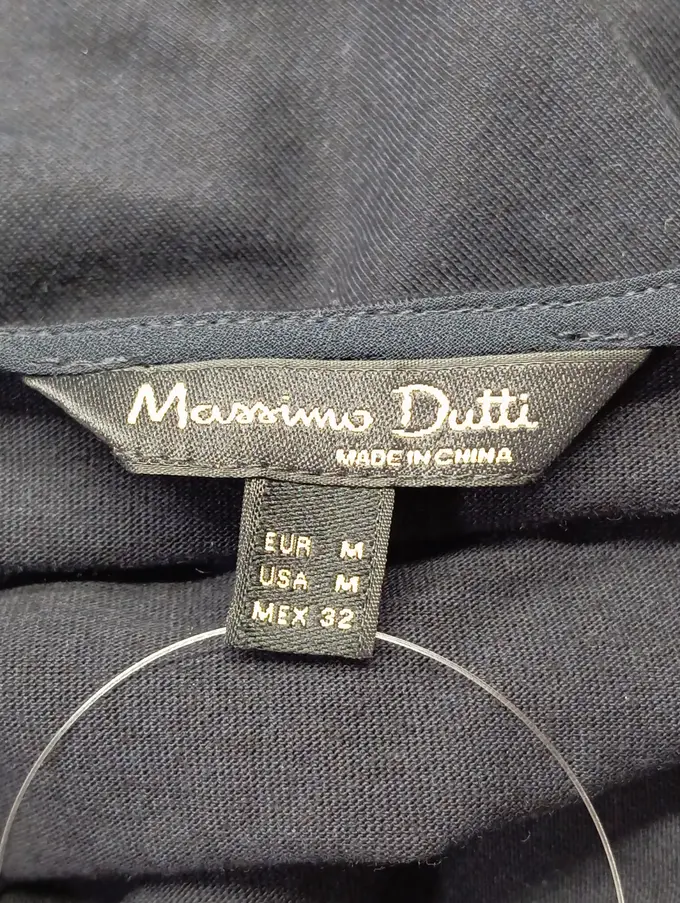 Massimo Dutti
MADE IN CHINA
EUR M
USA M
MEX 32